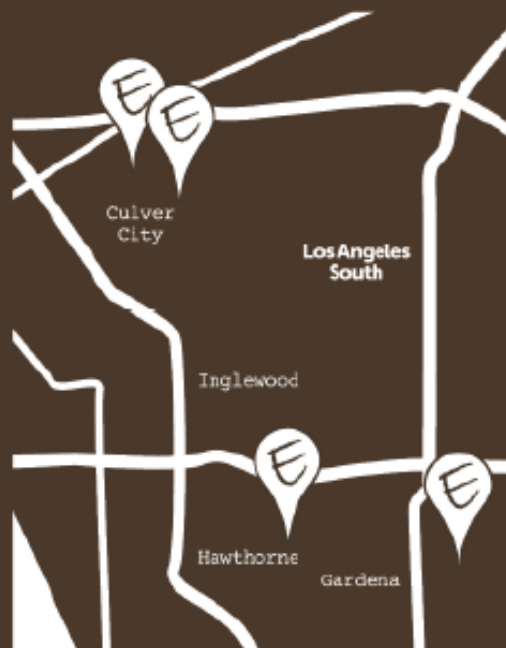 E
E
Culver
City
Los Angeles
South
Inglewood
E
E
Hawthorne
Gardena